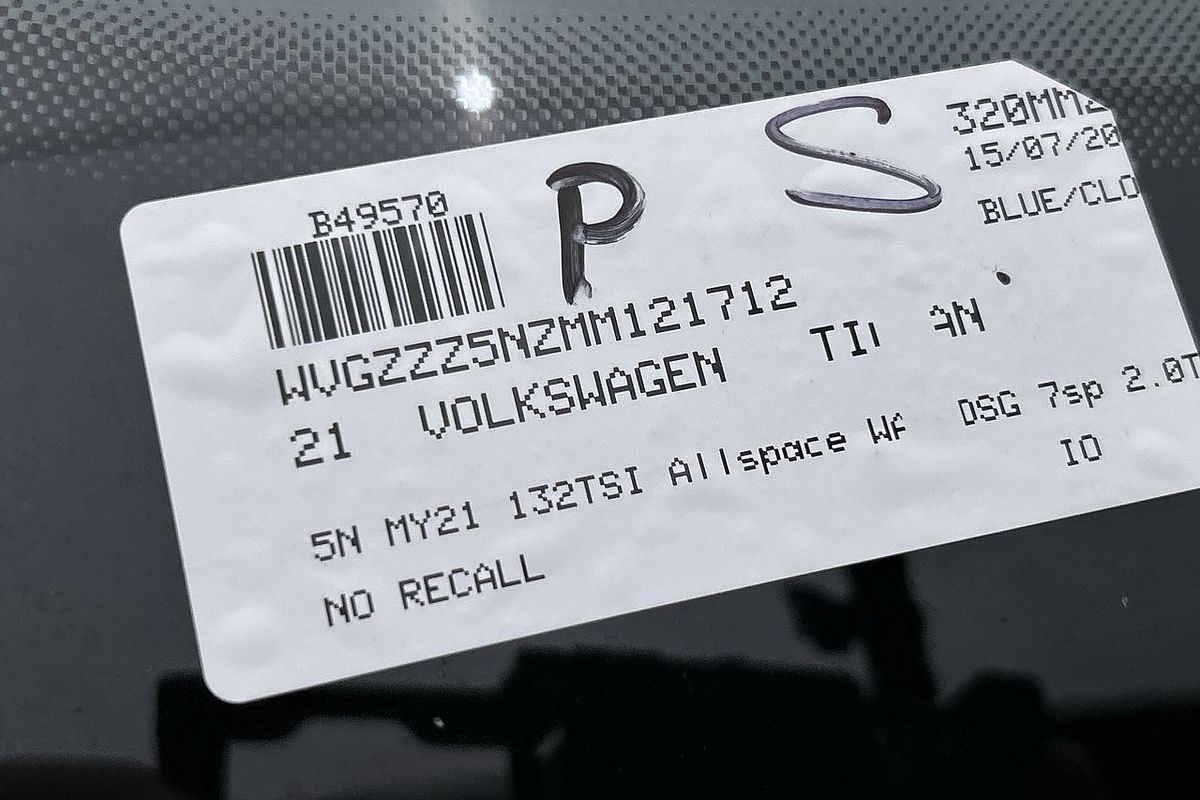 P S
320MM2
15/07/20
BLUE/CLO
B49570
WVGZZZ5NZMM121712
21 VOLKSWAGEN
5N MY21 132TSI Allspace DSG 7sp 2.0T
IO
NO RECALL